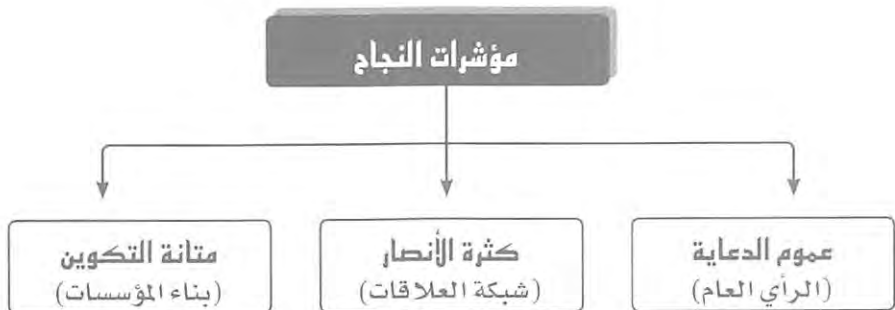 مؤشرات النجاح
عموم الدعاية
(الرأي العام)
كثرة الأنصار
(شبكة العلاقات)
متانة التكوين
(بناء المؤسسات)